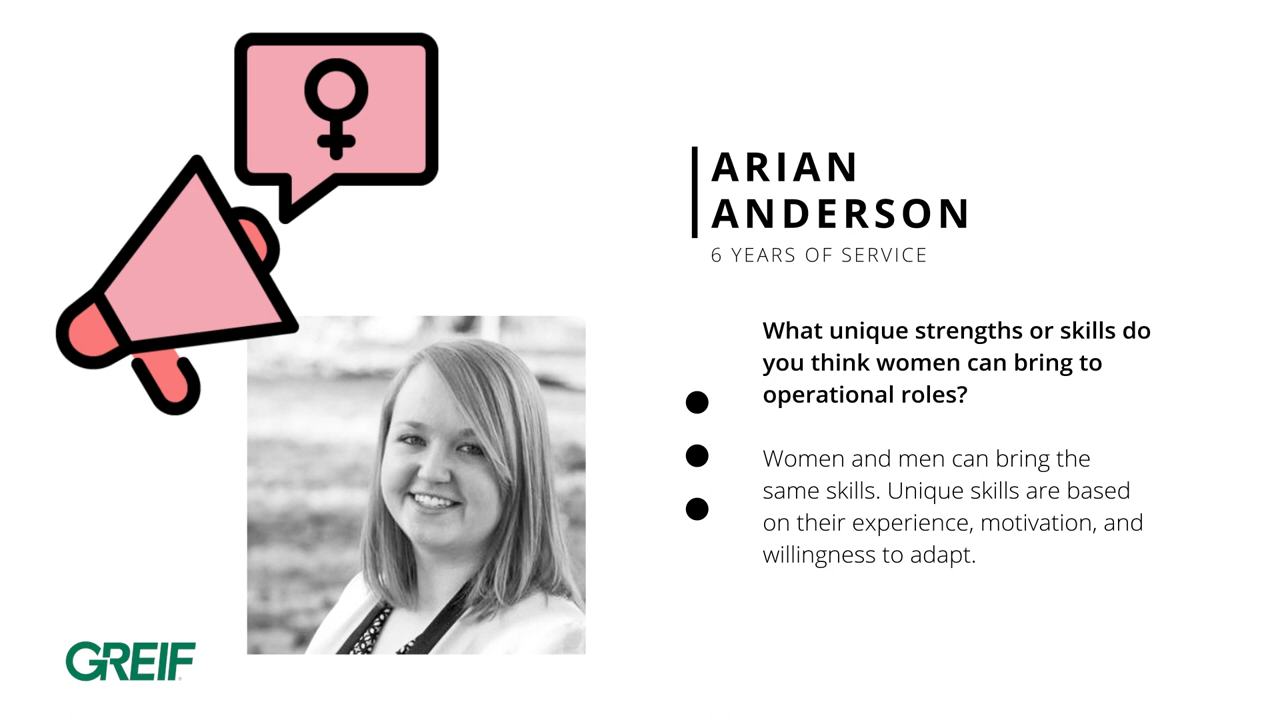 ARIAN
ANDERSON
6 YEARS OF SERVICE
What unique strengths or skills do
you think women can bring to
operational roles?
Women and men can bring the
same skills. Unique skills are based
on their experience, motivation, and
willingness to adapt.
GREIF